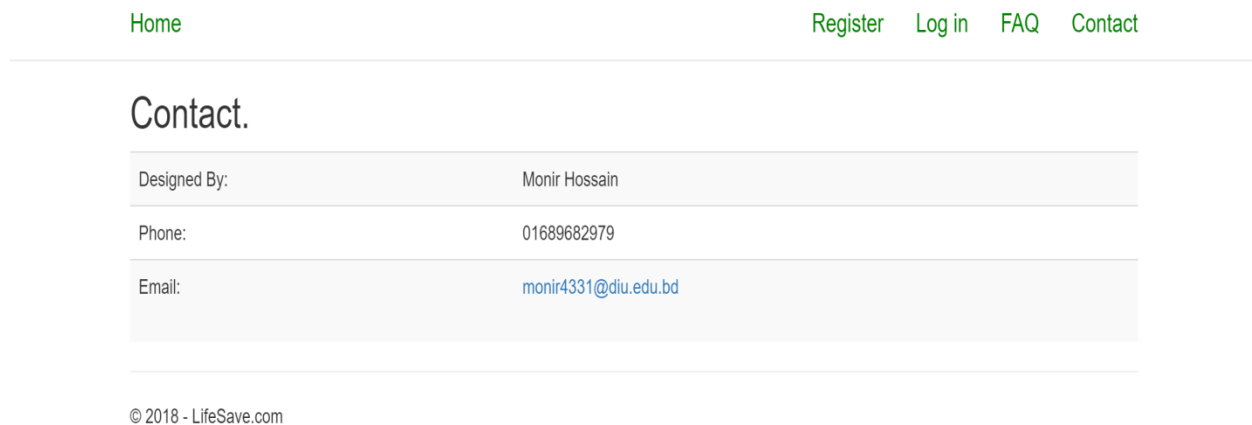 Home Register Log in FAQ Contact
Contact.
Designed By: Monir Hossain
Phone: 01689682979
Email: monir4331@diu.edu.bd
© 2018 - LifeSave.com